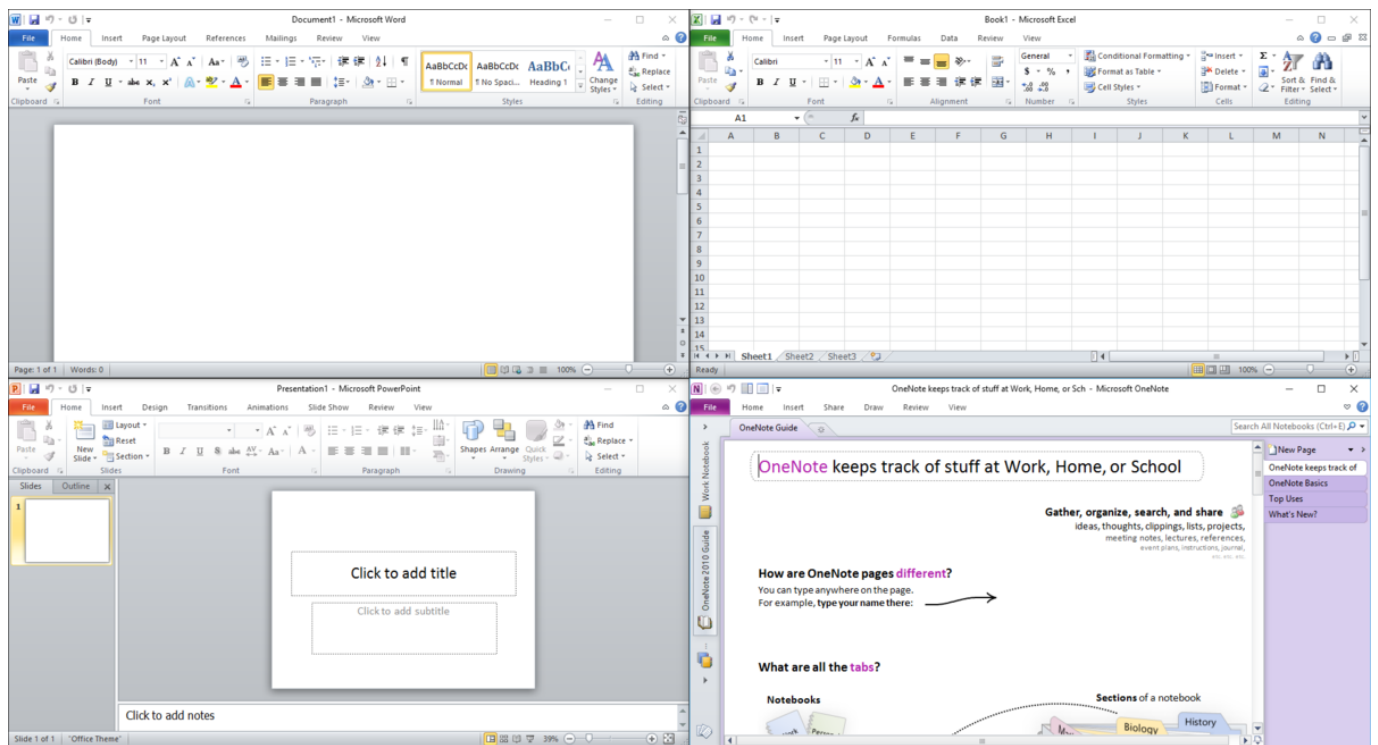 Document1 - Microsoft Word
File Home Insert Page Layout References Mailings Review View
Calibri (Body) 11 A A Aa
Paste
B I U abc x, x²
AaBbCcDc AaBbCcDc AaBbC
¶ Normal ¶ No Spaci... Heading 1
Change Styles
Find
Replace
Select
Clipboard Font Paragraph Styles Editing
Page: 1 of 1 Words: 0 100%
Book1 - Microsoft Excel
File Home Insert Page Layout Formulas Data Review View
Calibri 11 A A
Paste
B I U
General
$ % ,
Conditional Formatting
Format as Table
Cell Styles
Insert
Delete
Format
Σ
Sort & Filter
Find & Select
Clipboard Font Alignment Number Styles Cells Editing
A1 fx
A B C D E F G H I J K L M N
1
2
3
4
5
6
7
8
9
10
11
12
13
14
15
Sheet1 Sheet2 Sheet3
Ready 100%
Presentation1 - Microsoft PowerPoint
File Home Insert Design Transitions Animations Slide Show Review View
Paste
New Slide
Layout
Reset
Section
B I U S abc AV Aa A
Shapes Arrange Quick Styles
Find
Replace
Select
Clipboard Slides Font Paragraph Drawing Editing
Slides Outline
1
Click to add title
Click to add subtitle
Click to add notes
Slide 1 of 1 "Office Theme" 39%
OneNote keeps track of stuff at Work, Home, or Sch - Microsoft OneNote
File Home Insert Share Draw Review View
OneNote Guide
Search All Notebooks (Ctrl+E)
Work Notebook
OneNote 2010 Guide
New Page
OneNote keeps track of
OneNote Basics
Top Uses
What's New?
OneNote keeps track of stuff at Work, Home, or School
Gather, organize, search, and share
ideas, thoughts, clippings, lists, projects,
meeting notes, lectures, references,
event plans, instructions, journal,
etc. etc. etc.
How are OneNote pages different?
You can type anywhere on the page.
For example, type your name there:
What are all the tabs?
Notebooks
Sections of a notebook
Biology
History